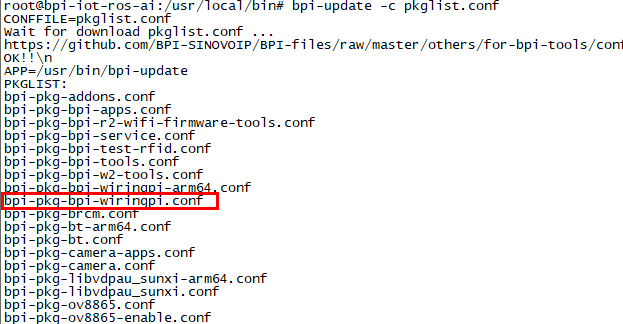 root@bpi-iot-ros-ai:/usr/local/bin# bpi-update -c pkglist.conf
CONFFILE=pkglist.conf
Wait for download pkglist.conf ...
https://github.com/BPI-SINOVOIP/BPI-files/raw/master/others/for-bpi-tools/conf
OK!!\n
APP=/usr/bin/bpi-update
PKGLIST:
bpi-pkg-addons.conf
bpi-pkg-bpi-apps.conf
bpi-pkg-bpi-r2-wifi-firmware-tools.conf
bpi-pkg-bpi-service.conf
bpi-pkg-bpi-test-rfid.conf
bpi-pkg-bpi-tools.conf
bpi-pkg-bpi-w2-tools.conf
bpi-pkg-bpi-wiringpi-arm64.conf
bpi-pkg-bpi-wiringpi.conf
bpi-pkg-brcm.conf
bpi-pkg-bt-arm64.conf
bpi-pkg-bt.conf
bpi-pkg-camera-apps.conf
bpi-pkg-camera.conf
bpi-pkg-libvdpau_sunxi-arm64.conf
bpi-pkg-libvdpau_sunxi.conf
bpi-pkg-ov8865.conf
bpi-pkg-ov8865-enable.conf